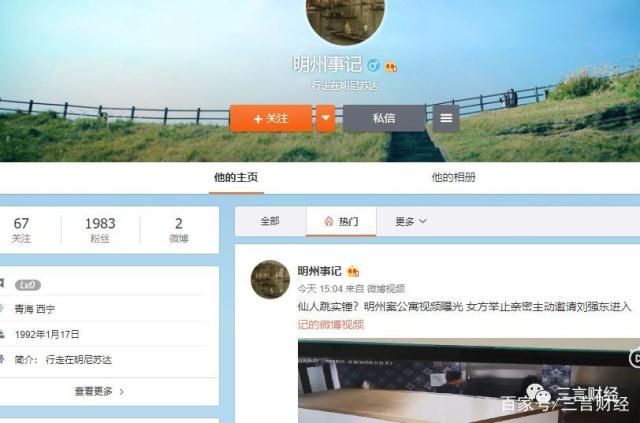 明州事记
行走在明尼苏达
+关注
私信
他的主页
他的相册
67
关注
1983
粉丝
2
微博
全部
热门
更多
Lv0
青海 西宁
1992年1月17日
简介： 行走在明尼苏达
查看更多 >
明州事记
今天 15:04 来自 微博视频
仙人跳实锤？明州案公寓视频曝光 女方举止亲密主动邀请刘强东进入
记的微博视频
三言财经
百家号/三言财经